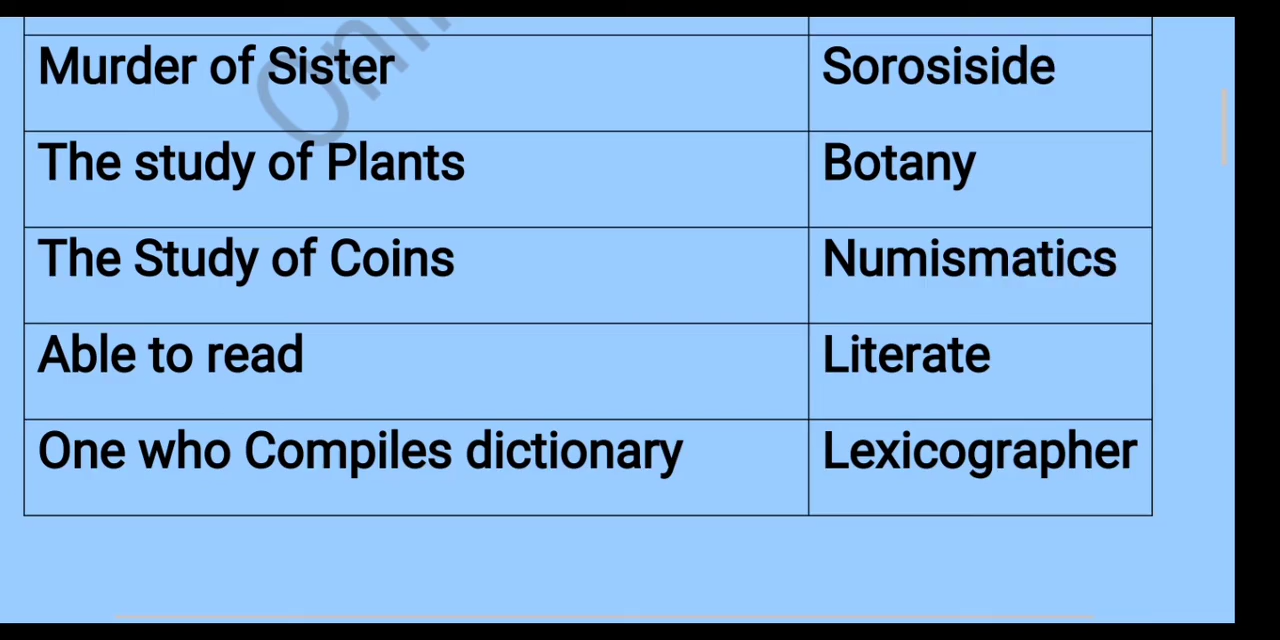 Murder of Sister Sorosiside
The study of Plants Botany
The Study of Coins Numismatics
Able to read Literate
One who Compiles dictionary Lexicographer